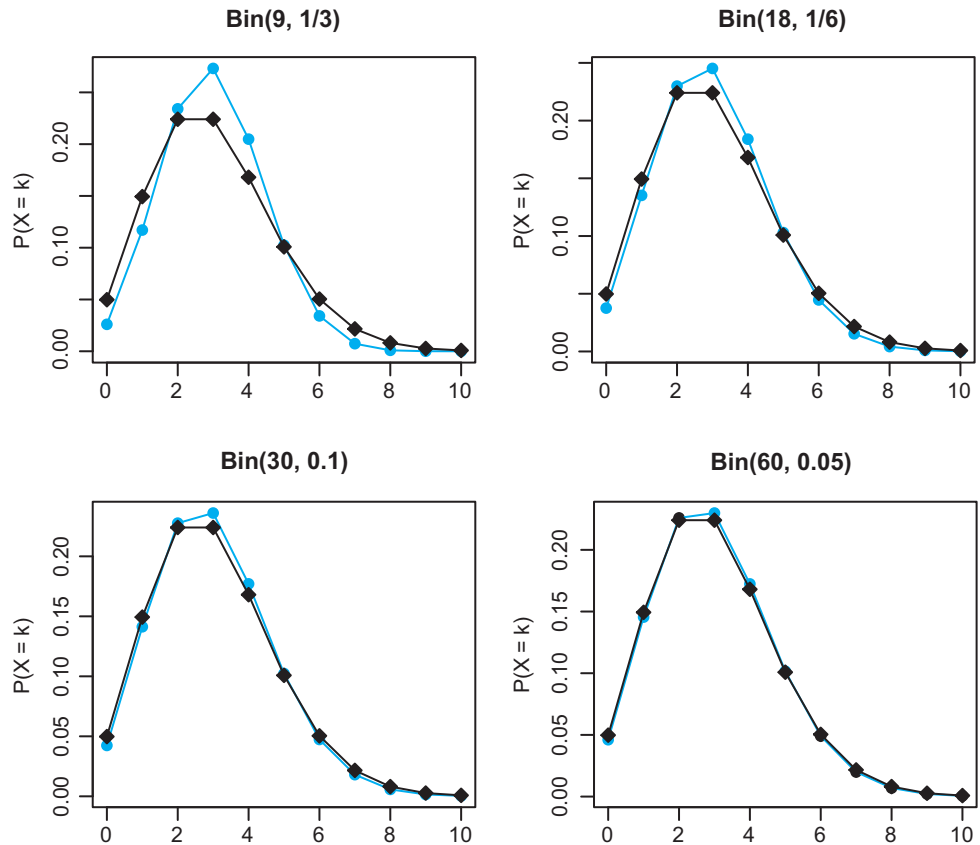 Bin(9, 1/3)
P(X = k)
0.00
0.10
0.20
0 2 4 6 8 10
Bin(18, 1/6)
P(X = k)
0.00
0.10
0.20
0 2 4 6 8 10
Bin(30, 0.1)
P(X = k)
0.00
0.05
0.10
0.15
0.20
0 2 4 6 8 10
Bin(60, 0.05)
P(X = k)
0.00
0.05
0.10
0.15
0.20
0 2 4 6 8 10